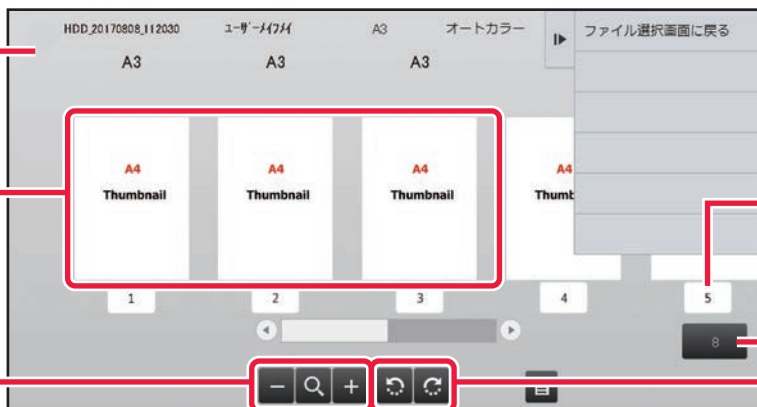 HDD_20170808_112030 ユーザーメイメイ A3 オートカラー ファイル選択画面に戻る
A3 A3 A3
A4 A4 A4 A4
Thumbnail Thumbnail Thumbnail Thumb
1 2 3 4 5
8